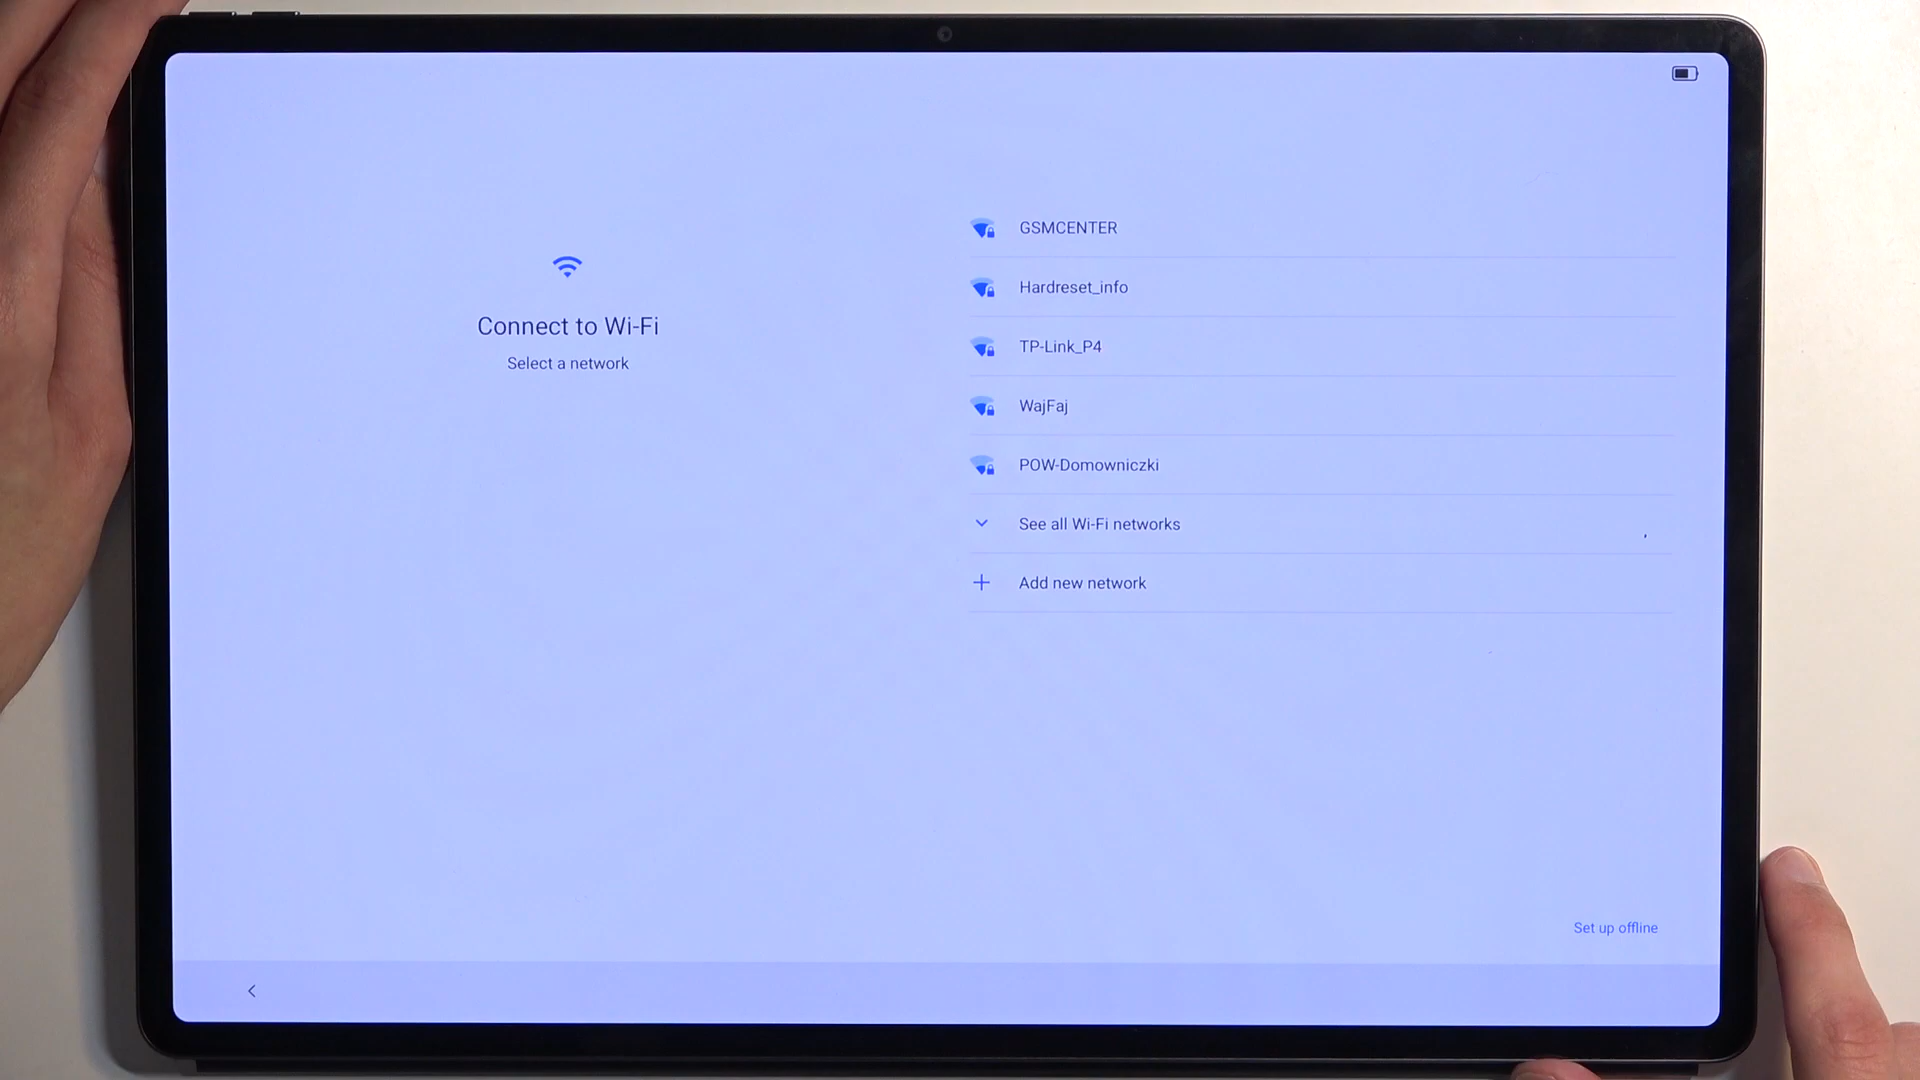 Connect to Wi-Fi
Select a network
GSMCENTER
Hardreset_info
TP-Link_P4
WajFaj
POW-Domowniczki
See all Wi-Fi networks
Add new network
Set up offline